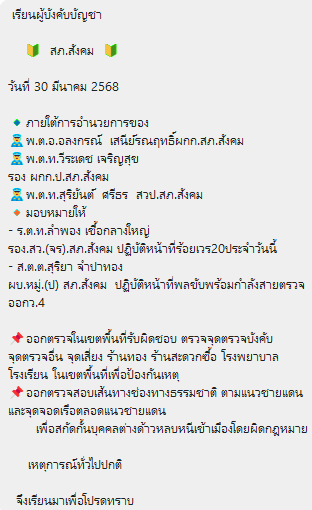 เรียนผู้บังคับบัญชา
🔰 สภ.สังคม 🔰
วันที่ 30 มีนาคม 2568
🔹ภายใต้การอำนวยการของ
👮พ.ต.อ.อลงกรณ์ เสนีย์รณฤทธิ์ผกก.สภ.สังคม
👮พ.ต.ท.วีระเดช เจริญสุข
รอง ผกก.ป.สภ.สังคม
👮พ.ต.ท.สุริยันต์ ศรีธร สวป.สภ.สังคม
🔸มอบหมายให้
- ร.ต.ท.ลำพอง เชื้อกลางใหญ่
รอง.สว.(จร).สภ.สังคม ปฏิบัติหน้าที่ร้อยเวร20ประจำวันนี้
- ส.ต.ต.สุริยา จำปาทอง
ผบ.หมู่.(ป) สภ.สังคม ปฏิบัติหน้าที่พลขับพร้อมกำลังสายตรวจ
ออกว.4
📌ออกตรวจในเขตพื้นที่รับผิดชอบ ตรวจจุดตรวจบังคับ
จุดตรวจอื่น จุดเสี่ยง ร้านทอง ร้านสะดวกซื้อ โรงพยาบาล
โรงเรียน ในเขตพื้นที่เพื่อป้องกันเหตุ
📌ออกตรวจสอบเส้นทางช่องทางธรรมชาติ ตามแนวชายแดน
และจุดจอดเรือตลอดแนวชายแดน
เพื่อสกัดกั้นบุคคลต่างด้าวหลบหนีเข้าเมืองโดยผิดกฎหมาย
เหตุการณ์ทั่วไปปกติ
จึงเรียนมาเพื่อโปรดทราบ